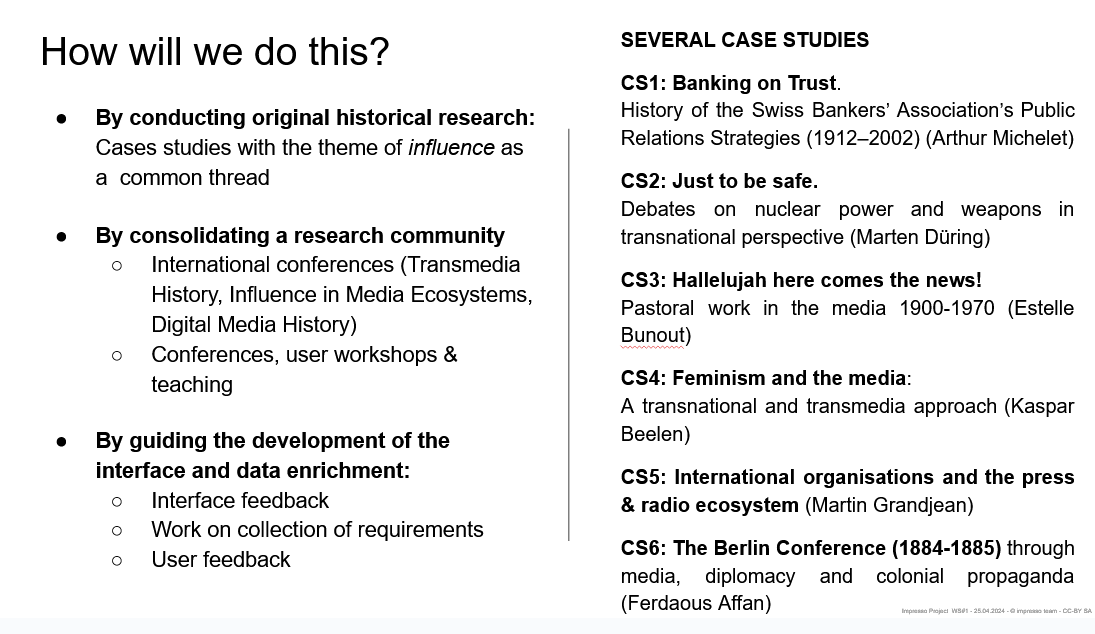 How will we do this?
● By conducting original historical research:
Cases studies with the theme of influence as
a common thread
● By consolidating a research community
○ International conferences (Transmedia
History, Influence in Media Ecosystems,
Digital Media History)
○ Conferences, user workshops &
teaching
● By guiding the development of the
interface and data enrichment:
○ Interface feedback
○ Work on collection of requirements
○ User feedback
SEVERAL CASE STUDIES
CS1: Banking on Trust.
History of the Swiss Bankers’ Association’s Public
Relations Strategies (1912–2002) (Arthur Michelet)
CS2: Just to be safe.
Debates on nuclear power and weapons in
transnational perspective (Marten Düring)
CS3: Hallelujah here comes the news!
Pastoral work in the media 1900-1970 (Estelle
Bunout)
CS4: Feminism and the media:
A transnational and transmedia approach (Kaspar
Beelen)
CS5: International organisations and the press
& radio ecosystem (Martin Grandjean)
CS6: The Berlin Conference (1884-1885) through
media, diplomacy and colonial propaganda
(Ferdaous Affan)
Impresso Project WS#1 - 25.04.2024 - © impresso team - CC-BY SA